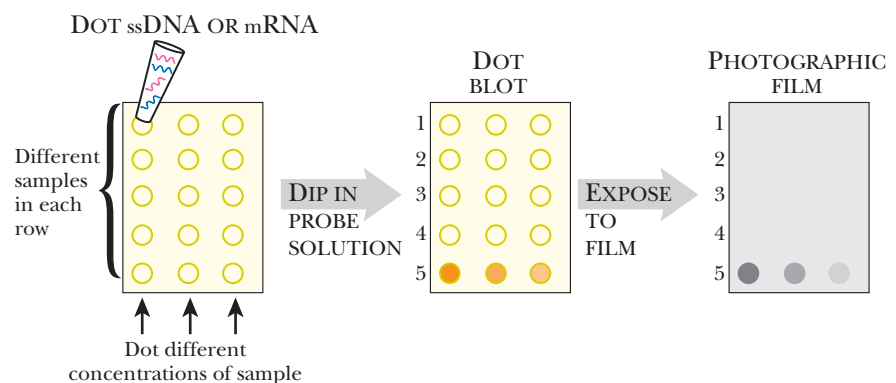 DOT ssDNA OR mRNA
Different
samples
in each
row
Dot different
concentrations of sample
DIP IN
PROBE
SOLUTION
DOT
BLOT
1
2
3
4
5
EXPOSE
TO
FILM
PHOTOGRAPHIC
FILM
1
2
3
4
5